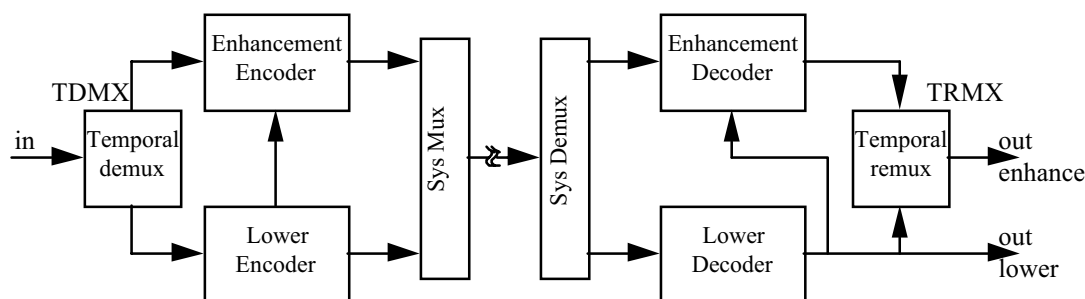 in
TDMX
Temporal
demux
Enhancement
Encoder
Lower
Encoder
Sys Mux
Sys Demux
Enhancement
Decoder
Lower
Decoder
TRMX
Temporal
remux
out
enhance
out
lower